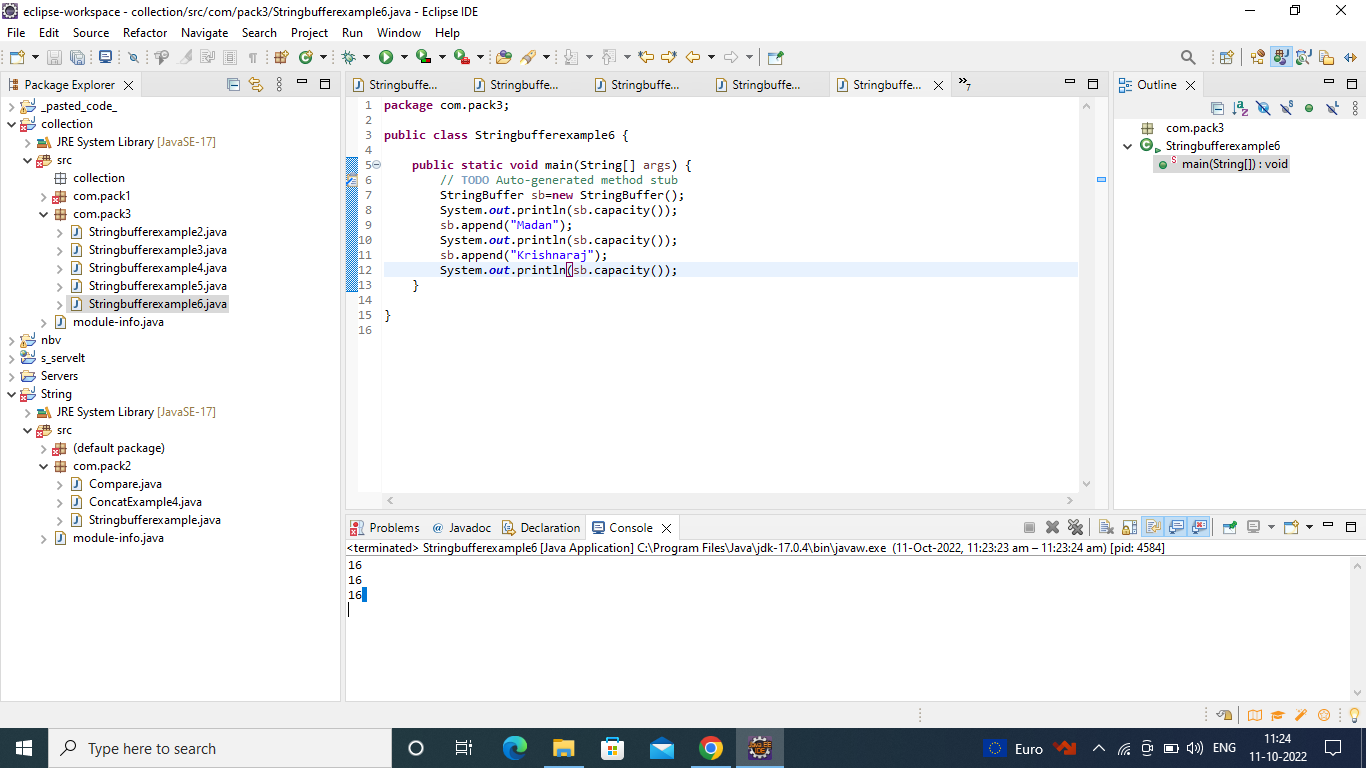 eclipse-workspace - collection/src/com/pack3/Stringbufferexample6.java - Eclipse IDE
File Edit Source Refactor Navigate Search Project Run Window Help
Package Explorer
_pasted_code_
collection
JRE System Library [JavaSE-17]
src
collection
com.pack1
com.pack3
Stringbufferexample2.java
Stringbufferexample3.java
Stringbufferexample4.java
Stringbufferexample5.java
Stringbufferexample6.java
module-info.java
nbv
s_servelt
Servers
String
JRE System Library [JavaSE-17]
src
(default package)
com.pack2
Compare.java
ConcatExample4.java
Stringbufferexample.java
module-info.java
Stringbuffe... Stringbuffe... Stringbuffe... Stringbuffe... Stringbuffe... »7
1 package com.pack3;
2
3 public class Stringbufferexample6 {
4
5 public static void main(String[] args) {
6 // TODO Auto-generated method stub
7 StringBuffer sb=new StringBuffer();
8 System.out.println(sb.capacity());
9 sb.append("Madan");
10 System.out.println(sb.capacity());
11 sb.append("Krishnaraj");
12 System.out.println(sb.capacity());
13 }
14
15 }
16
Outline
com.pack3
Stringbufferexample6
main(String[]) : void
Problems @ Javadoc Declaration Console
<terminated> Stringbufferexample6 [Java Application] C:\Program Files\Java\jdk-17.0.4\bin\javaw.exe (11-Oct-2022, 11:23:23 am – 11:23:24 am) [pid: 4584]
16
16
16
Type here to search
Euro
ENG
11:24
11-10-2022